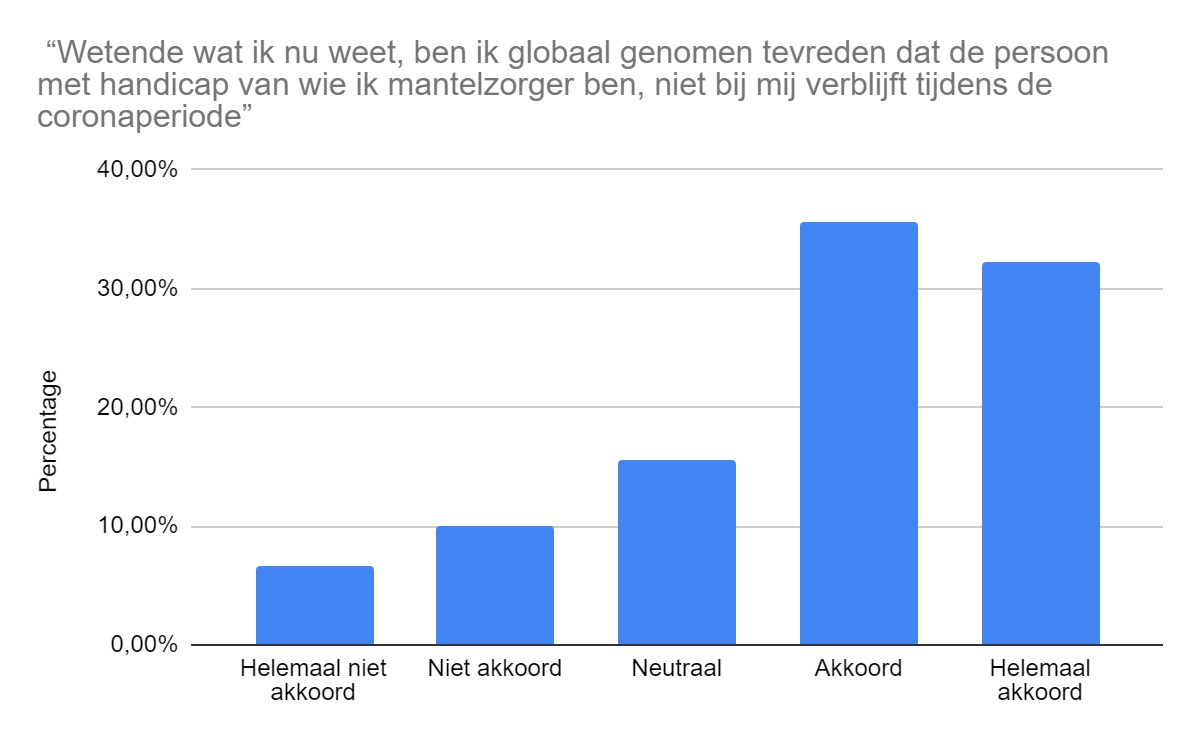 “Wetende wat ik nu weet, ben ik globaal genomen tevreden dat de persoon
met handicap van wie ik mantelzorger ben, niet bij mij verblijft tijdens de
coronaperiode”
40,00%
30,00%
20,00%
10,00%
0,00%
Percentage
Helemaal niet
akkoord
Niet akkoord
Neutraal
Akkoord
Helemaal
akkoord